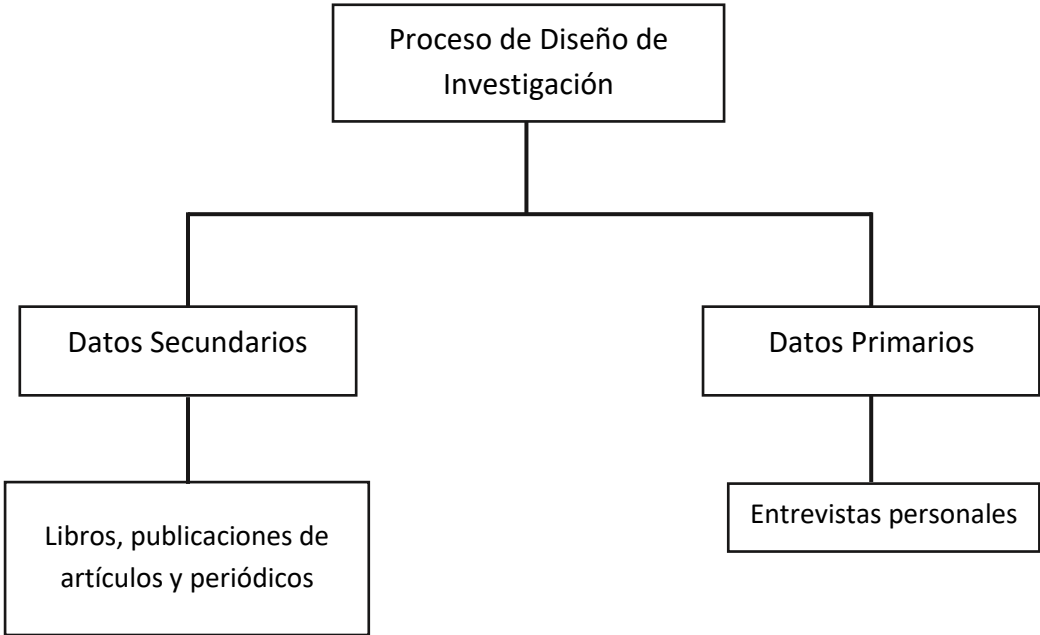 Proceso de Diseño de
Investigación
Datos Secundarios
Datos Primarios
Libros, publicaciones de
artículos y periódicos
Entrevistas personales